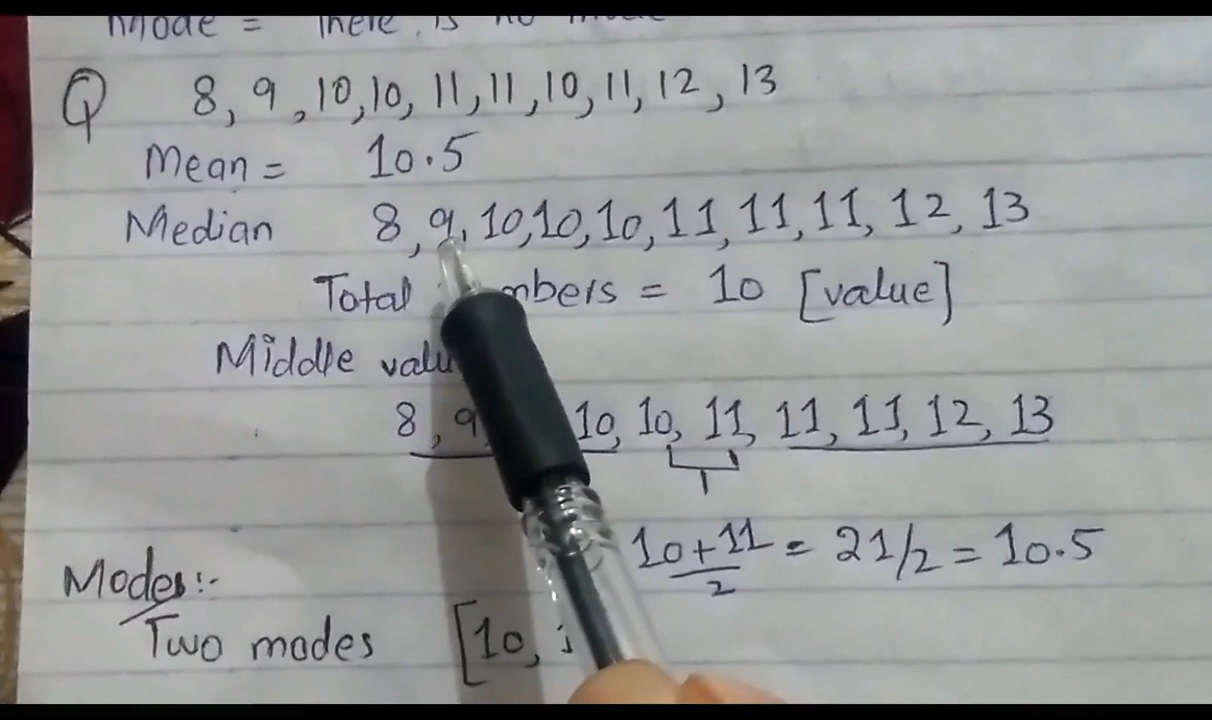 Mode = There is no
Q 8, 9, 10, 10, 11, 11, 10, 11, 12, 13
Mean = 10.5
Median 8, 9, 10, 10, 10, 11, 11, 11, 12, 13
Total = 10 [value]
Middle
8, 9, 10, 10, 11, 11, 11, 12, 13
10+11/2 = 21/2 = 10.5
Modes:-
Two modes [10,